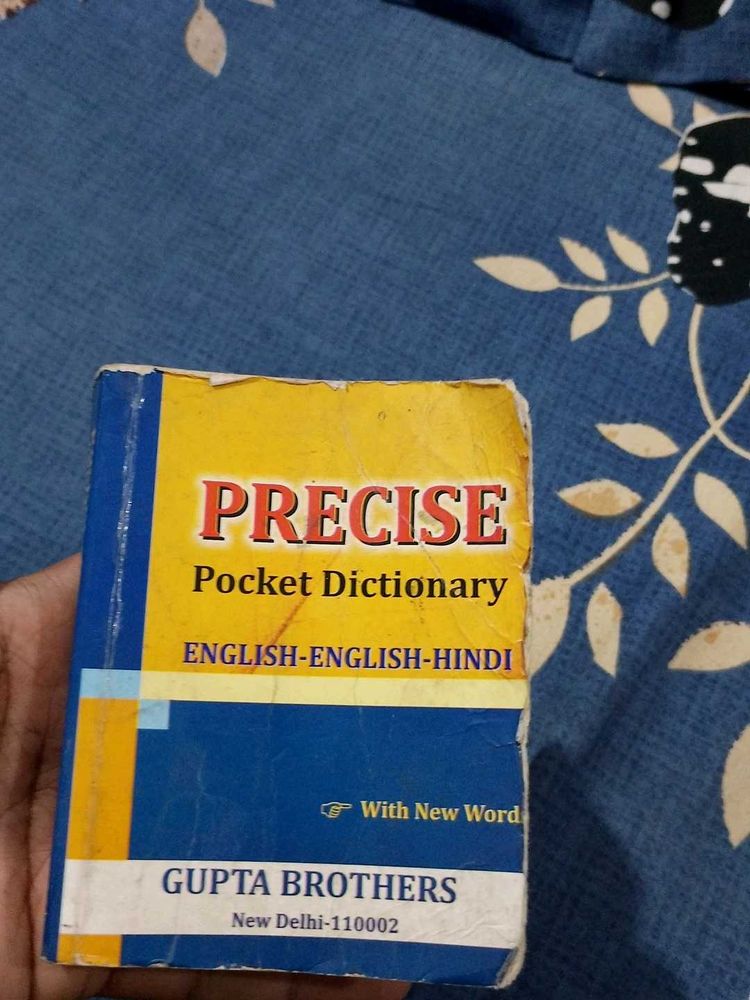 PRECISE
Pocket Dictionary
ENGLISH-ENGLISH-HINDI
☞ With New Word
GUPTA BROTHERS
New Delhi-110002